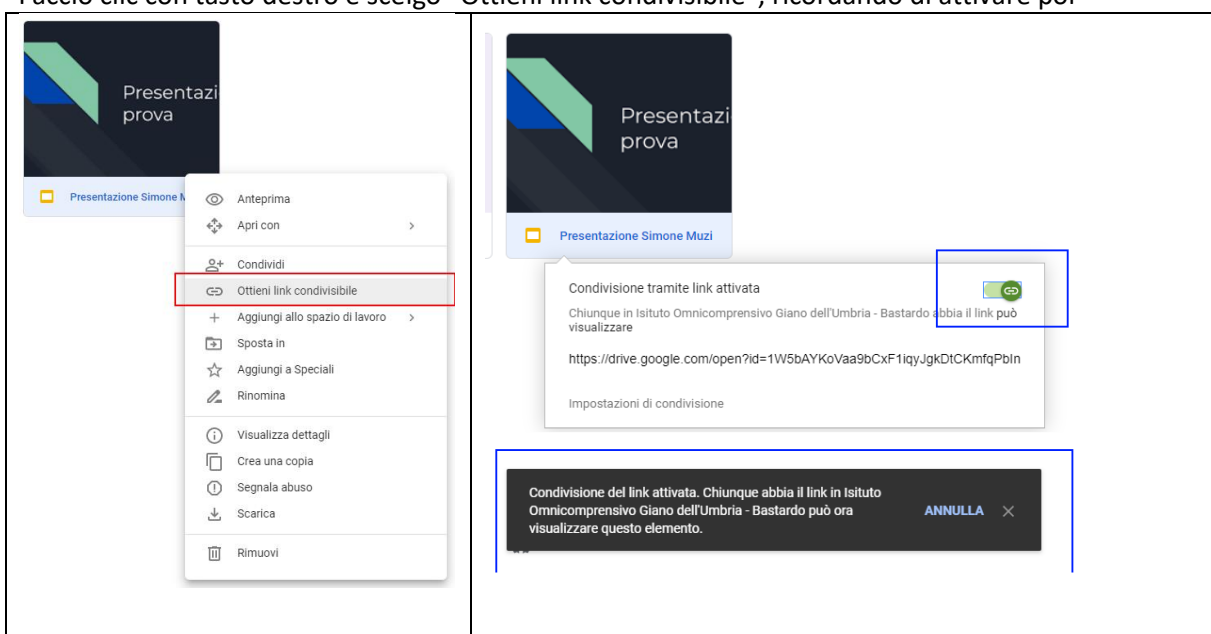 Faccio clic con tasto destro e scelgo "Ottieni link condivisibile", ricordando di attivare poi
Presentazi
prova
Presentazione Simone M
Anteprima
Apri con
Condividi
Ottieni link condivisibile
Aggiungi allo spazio di lavoro
Sposta in
Aggiungi a Speciali
Rinomina
Visualizza dettagli
Crea una copia
Segnala abuso
Scarica
Rimuovi
Presentazi
prova
Presentazione Simone Muzi
Condivisione tramite link attivata
Chiunque in Isituto Omnicomprensivo Giano dell'Umbria - Bastardo abbia il link può
visualizzare
https://drive.google.com/open?id=1W5bAYKoVaa9bCxF1iqyJgkDtCKmfqPbIn
Impostazioni di condivisione
Condivisione del link attivata. Chiunque abbia il link in Isituto
Omnicomprensivo Giano dell'Umbria - Bastardo può ora
visualizzare questo elemento.
ANNULLA